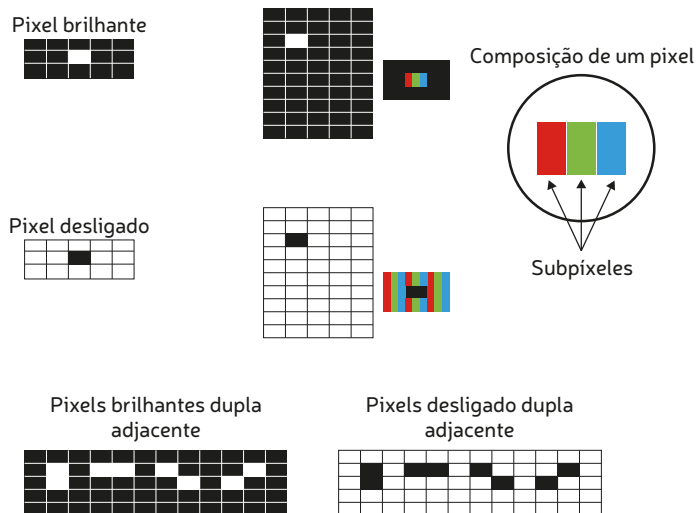 Pixel brilhante
Composição de um pixel
Pixel desligado
Subpíxeles
Pixels brilhantes dupla
adjacente
Pixels desligado dupla
adjacente